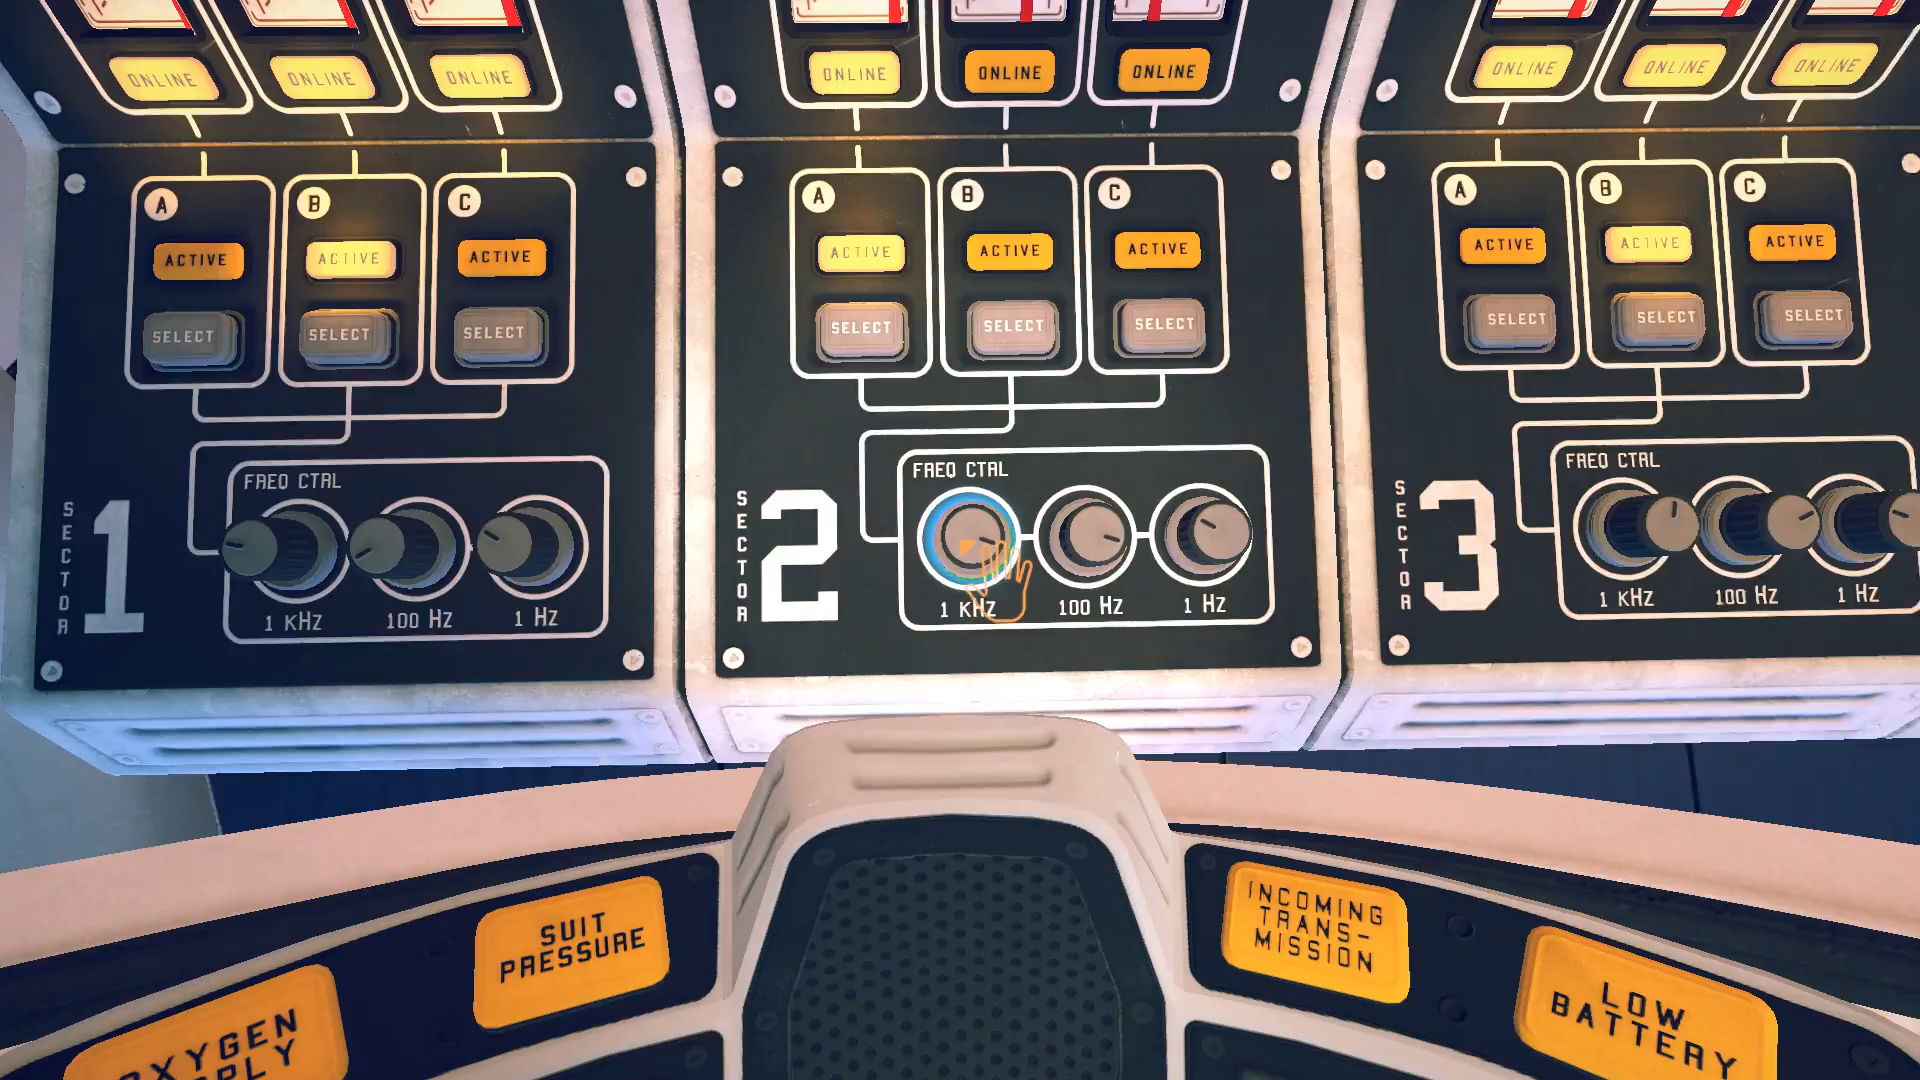 ONLINE ONLINE ONLINE
ONLINE ONLINE ONLINE
ONLINE ONLINE ONLINE
A B C
ACTIVE ACTIVE ACTIVE
SELECT SELECT SELECT
FREQ CTRL
SECTOR 1
1 KHz 100 Hz 1 Hz
A B C
ACTIVE ACTIVE ACTIVE
SELECT SELECT SELECT
FREQ CTRL
SECTOR 2
1 KHz 100 Hz 1 Hz
A B C
ACTIVE ACTIVE ACTIVE
SELECT SELECT SELECT
FREQ CTRL
SECTOR 3
1 KHz 100 Hz 1 Hz
OXYGEN
SUIT
PRESSURE
INCOMING
TRANS-
MISSION
LOW
BATTERY